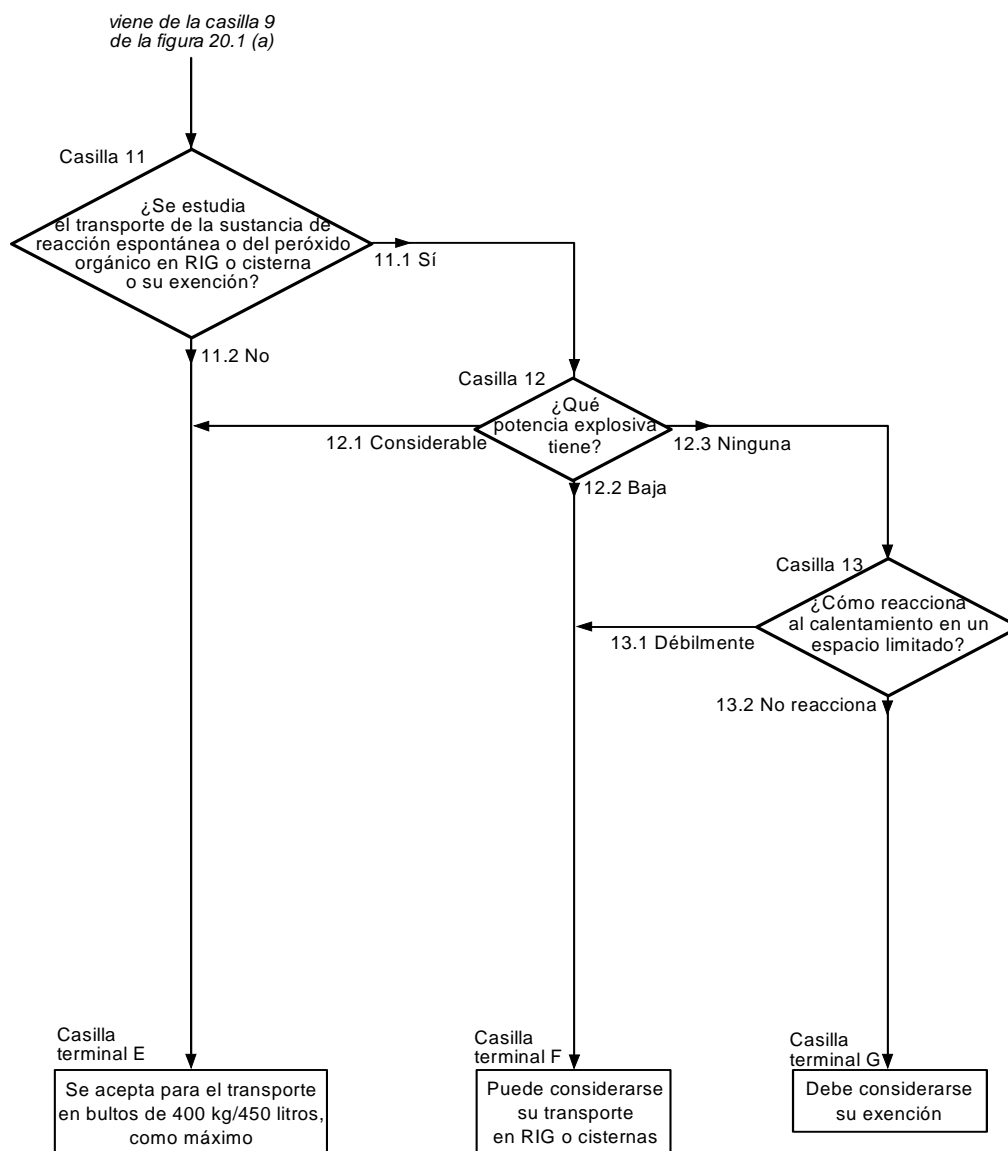 viene de la casilla 9
de la figura 20.1 (a)
Casilla 11
¿Se estudia
el transporte de la sustancia de
reacción espontánea o del peróxido
orgánico en RIG o cisterna
o su exención?
11.1 Sí
11.2 No
Casilla 12
¿Qué
potencia explosiva
tiene?
12.1 Considerable
12.3 Ninguna
12.2 Baja
Casilla 13
¿Cómo reacciona
al calentamiento en un
espacio limitado?
13.1 Débilmente
13.2 No reacciona
Casilla
terminal E
Se acepta para el transporte
en bultos de 400 kg/450 litros,
como máximo
Casilla
terminal F
Puede considerarse
su transporte
en RIG o cisternas
Casilla
terminal G
Debe considerarse
su exención